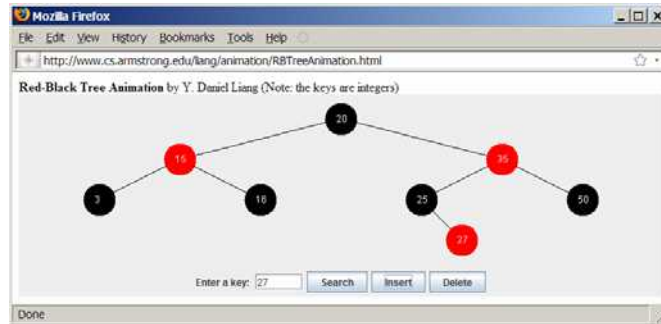 Mozilla Firefox
File Edit View History Bookmarks Tools Help
http://www.cs.armstrong.edu/liang/animation/RBTreeAnimation.html
Red-Black Tree Animation by Y. Daniel Liang (Note: the keys are integers)
20
16 35
3 18 25 50
27
Enter a key: 27 Search Insert Delete
Done